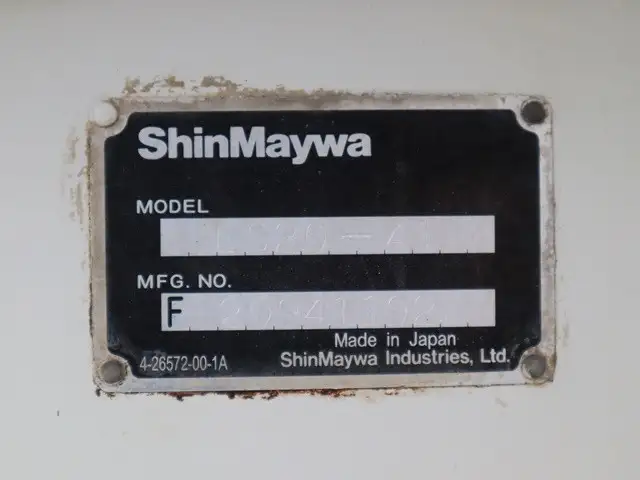 ShinMaywa
MODEL
MFG. NO.
F
Made in Japan
4-26572-00-1A ShinMaywa Industries, Ltd.